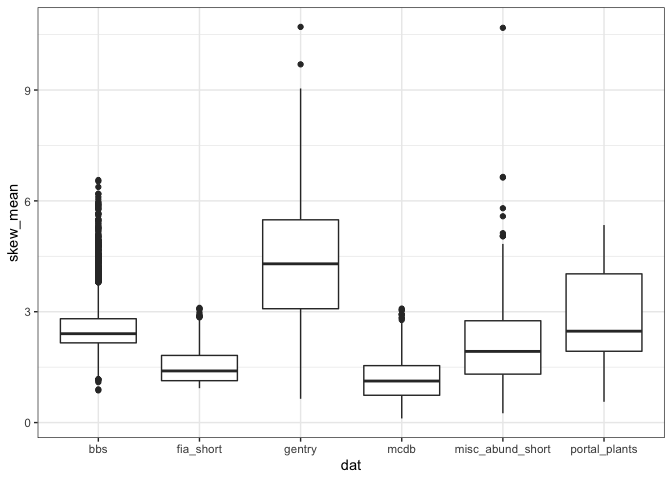 9
6
3
0
skew_mean
bbs fia_short gentry mcdb misc_abund_short portal_plants
dat